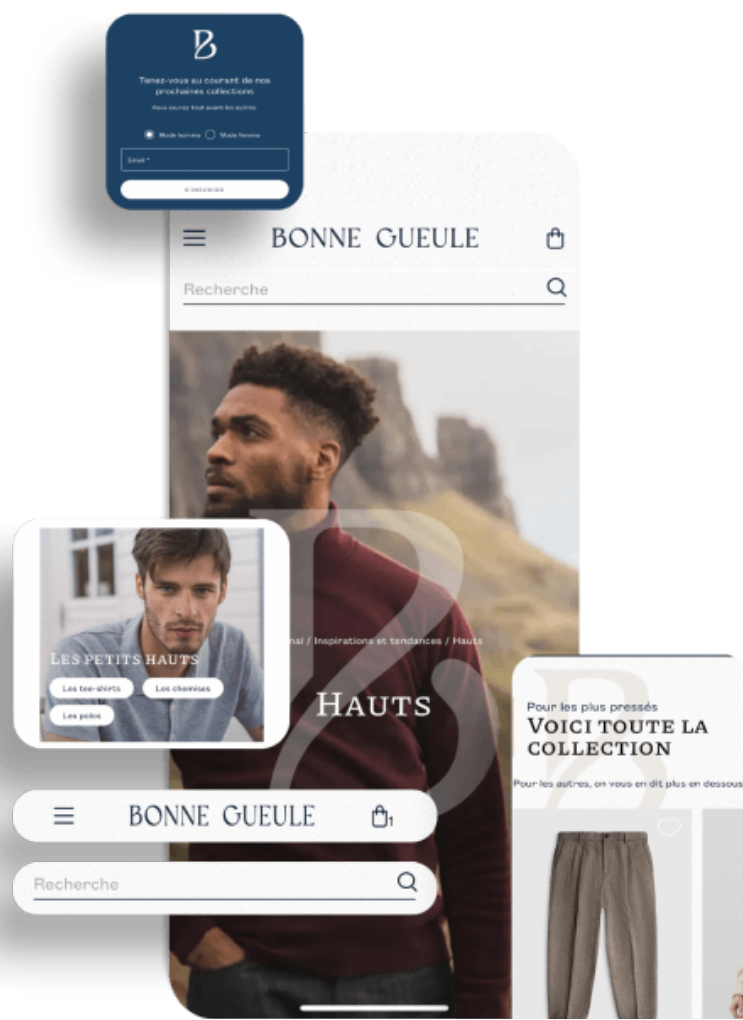 B
Tenez-vous au courant de nos
prochaines collections
Vous saurez tout avant les autres.
Mode homme Mode femme
Email *
S'INSCRIRE
BONNE GUEULE
Recherche
nal / Inspirations et tendances / Hauts
HAUTS
LES PETITS HAUTS
Les tee-shirts Les chemises
Les polos
Pour les plus pressés
VOICI TOUTE LA
COLLECTION
Pour les autres, on vous en dit plus en dessous
BONNE GUEULE 1
Recherche